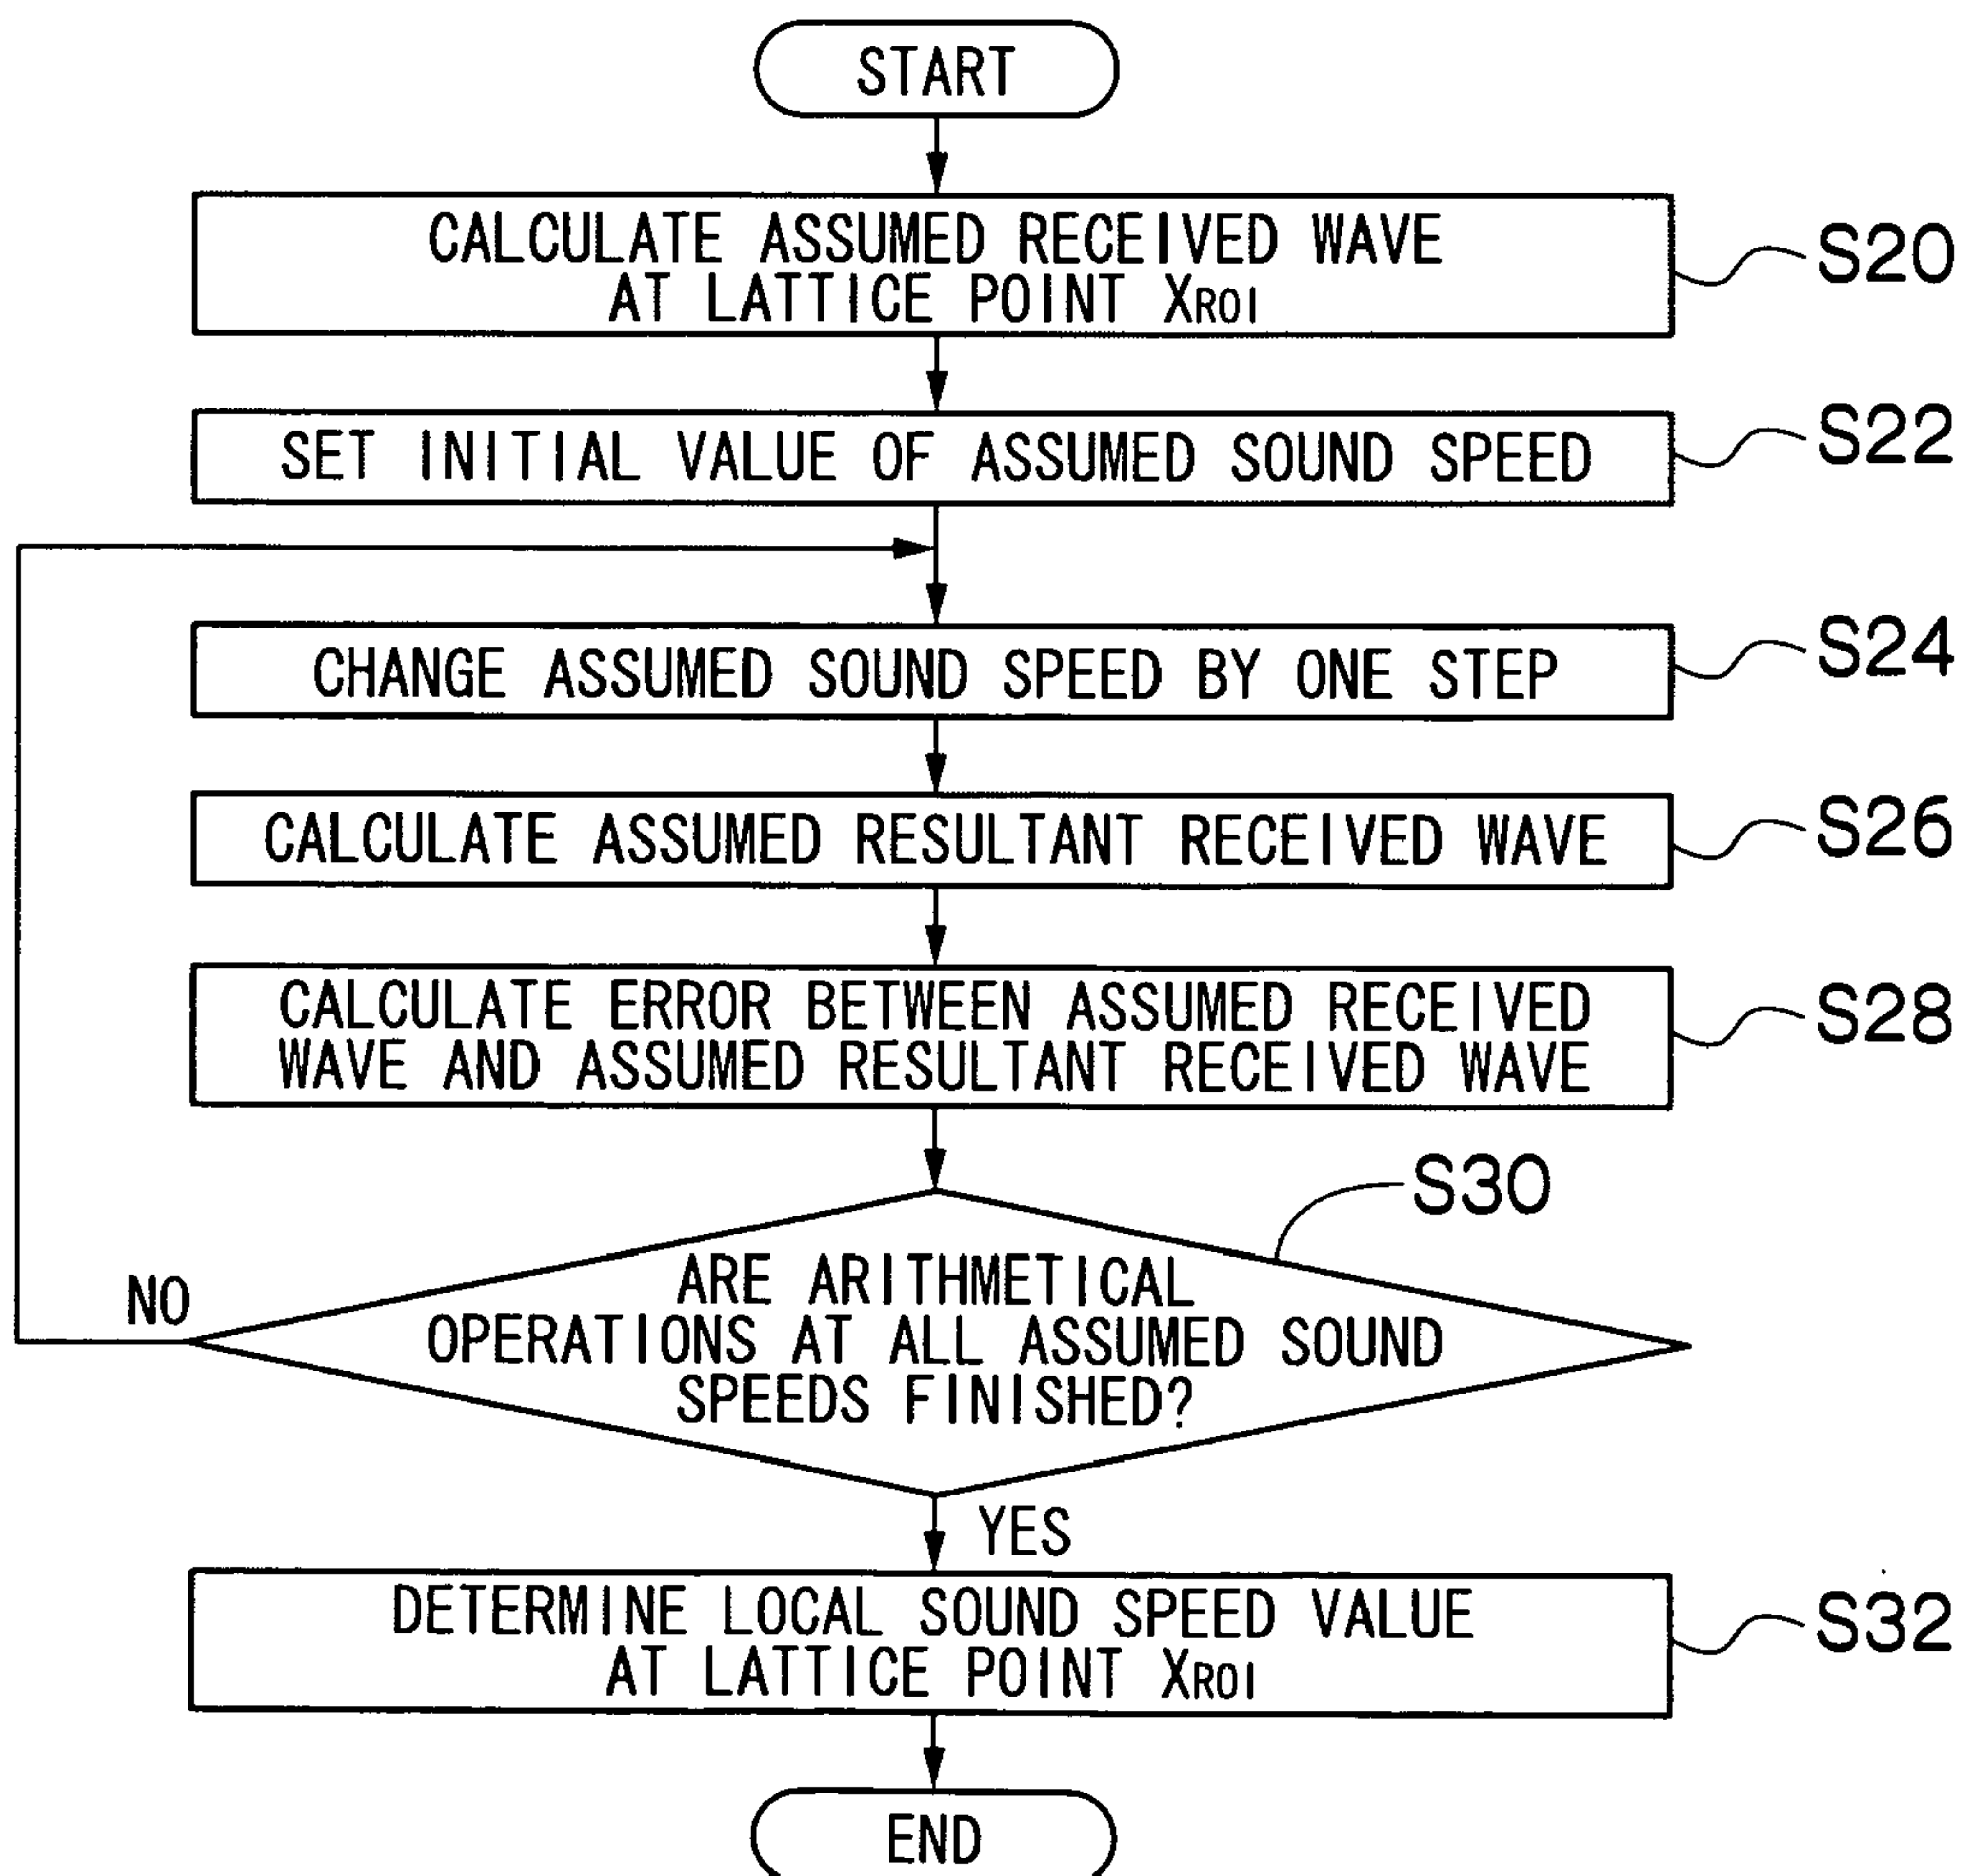 START
CALCULATE ASSUMED RECEIVED WAVE
AT LATTICE POINT XROI
S20
SET INITIAL VALUE OF ASSUMED SOUND SPEED
S22
CHANGE ASSUMED SOUND SPEED BY ONE STEP
S24
CALCULATE ASSUMED RESULTANT RECEIVED WAVE
S26
CALCULATE ERROR BETWEEN ASSUMED RECEIVED
WAVE AND ASSUMED RESULTANT RECEIVED WAVE
S28
S30
ARE ARITHMETICAL
OPERATIONS AT ALL ASSUMED SOUND
SPEEDS FINISHED?
NO
YES
DETERMINE LOCAL SOUND SPEED VALUE
AT LATTICE POINT XROI
S32
END